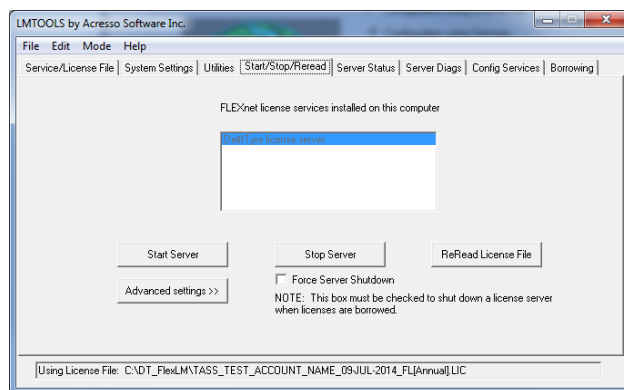 LMTOOLS by Acresso Software Inc.
File Edit Mode Help
Service/License File System Settings Utilities Start/Stop/Reread Server Status Server Diags Config Services Borrowing
FLEXnet license services installed on this computer
DelftTyre license server
Start Server Stop Server ReRead License File
Advanced settings >> Force Server Shutdown
NOTE: This box must be checked to shut down a license server
when licenses are borrowed.
Using License File: C:\DT_FlexLM\TASS_TEST_ACCOUNT_NAME_09JUL-2014_FL[Annual].LIC